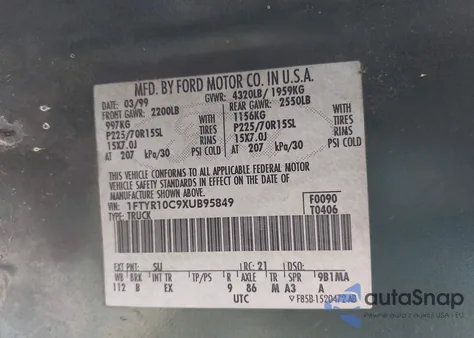 MFD. BY FORD MOTOR CO. IN U.S.A.
DATE: 03/99 GVWR: 4320LB/ 1959KG
FRONT GAWR: 2200LB REAR GAWR: 2550LB
997KG WITH 1156KG WITH
P225/70R15SL TIRES P225/70R15SL TIRES
15X7.0J RIMS 15X7.0J RIMS
AT 207 kPa/30 PSI COLD AT 207 kPa/30 PSI COLD
THIS VEHICLE CONFORMS TO ALL APPLICABLE FEDERAL MOTOR
VEHICLE SAFETY STANDARDS IN EFFECT ON THE DATE OF
MANUFACTURE SHOWN ABOVE.
VIN: 1FTYR10C9XUB95849 F0090
TYPE: TRUCK T0406
EXT PNT: SU RC: 21 DSO:
WB BRK INT TR TP/PS R AXLE TR SPR 9B1MA
112 B EX 9 86 M A3 A
UTC
autaSnap